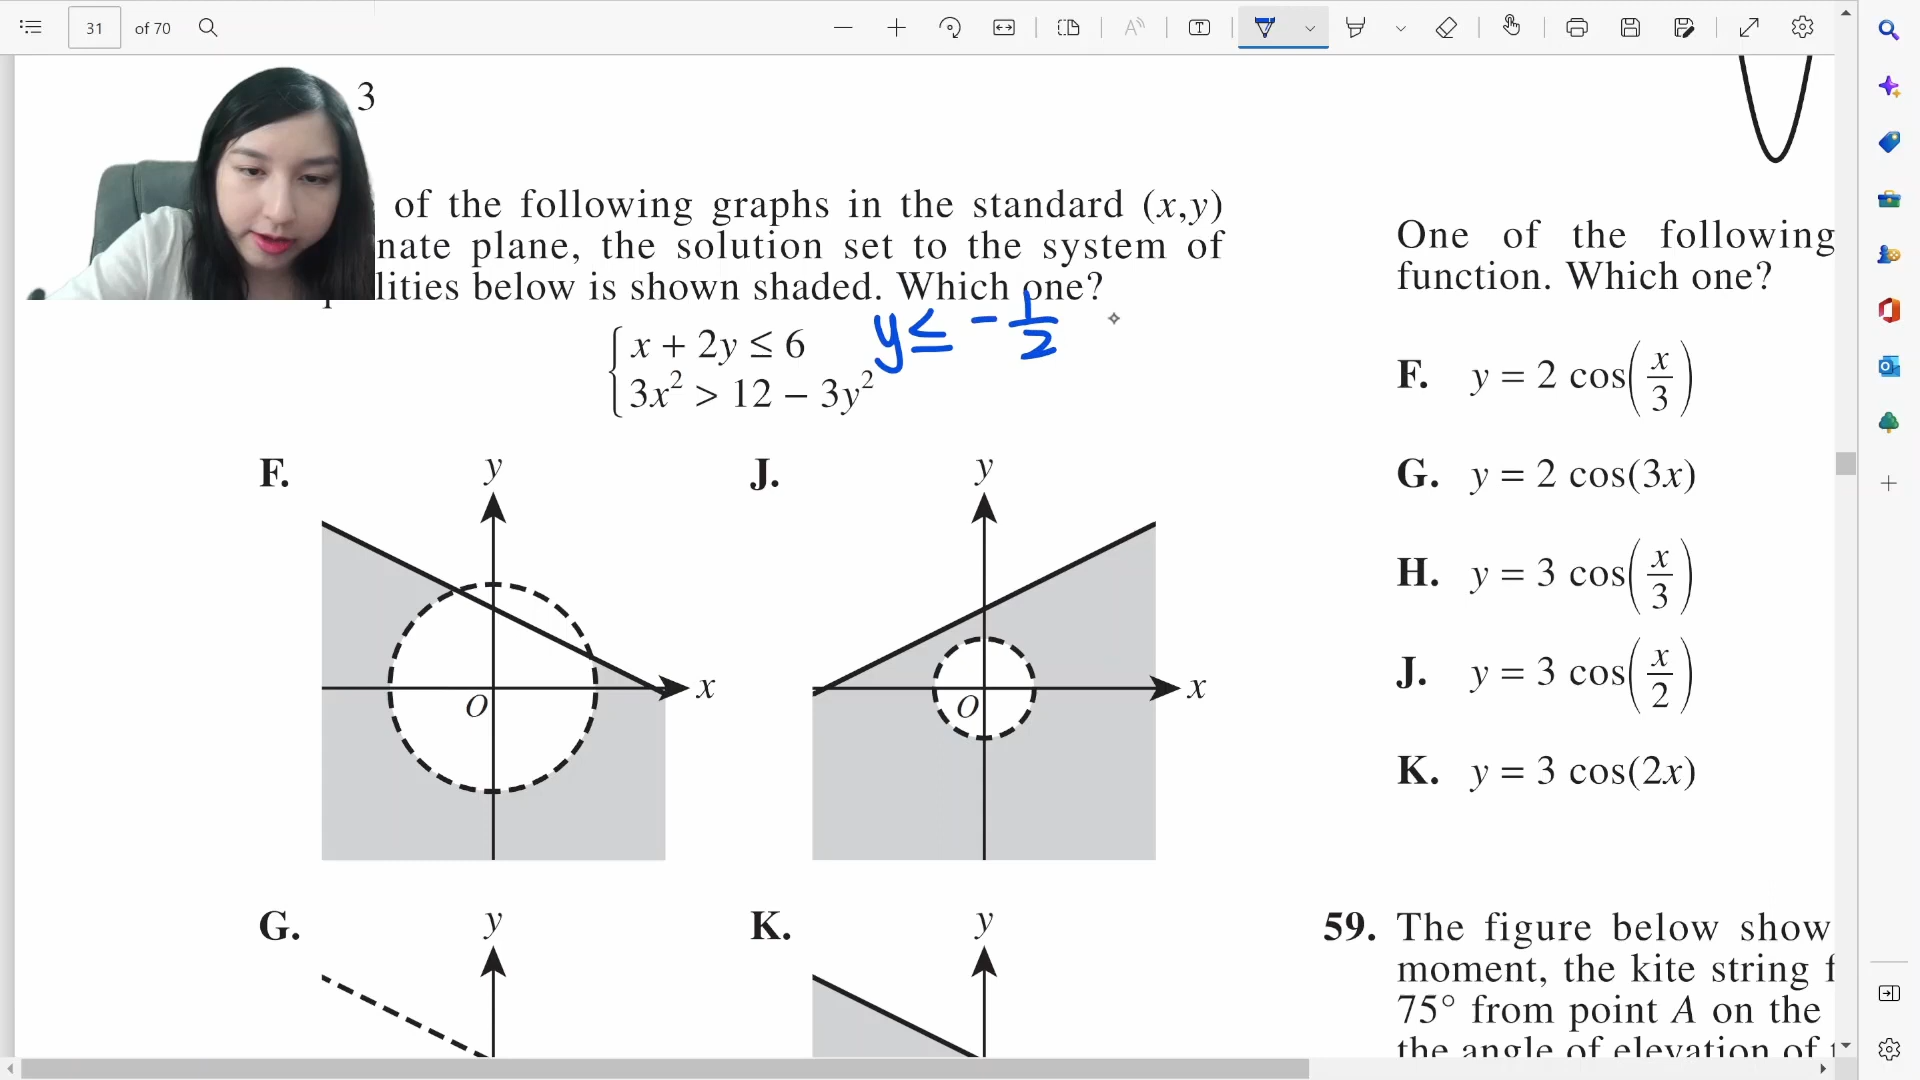 31 of 70
3
of the following graphs in the standard (x,y)
nate plane, the solution set to the system of
lities below is shown shaded. Which one?
x + 2y ≤ 6
3x² > 12 − 3y²
y ≤ −1/2
F.
y
x
O
J.
y
x
O
G.
y
K.
y
One of the following
function. Which one?
F. y = 2 cos(x/3)
G. y = 2 cos(3x)
H. y = 3 cos(x/3)
J. y = 3 cos(x/2)
K. y = 3 cos(2x)
59. The figure below show
moment, the kite string f
75° from point A on the
the angle of elevation of